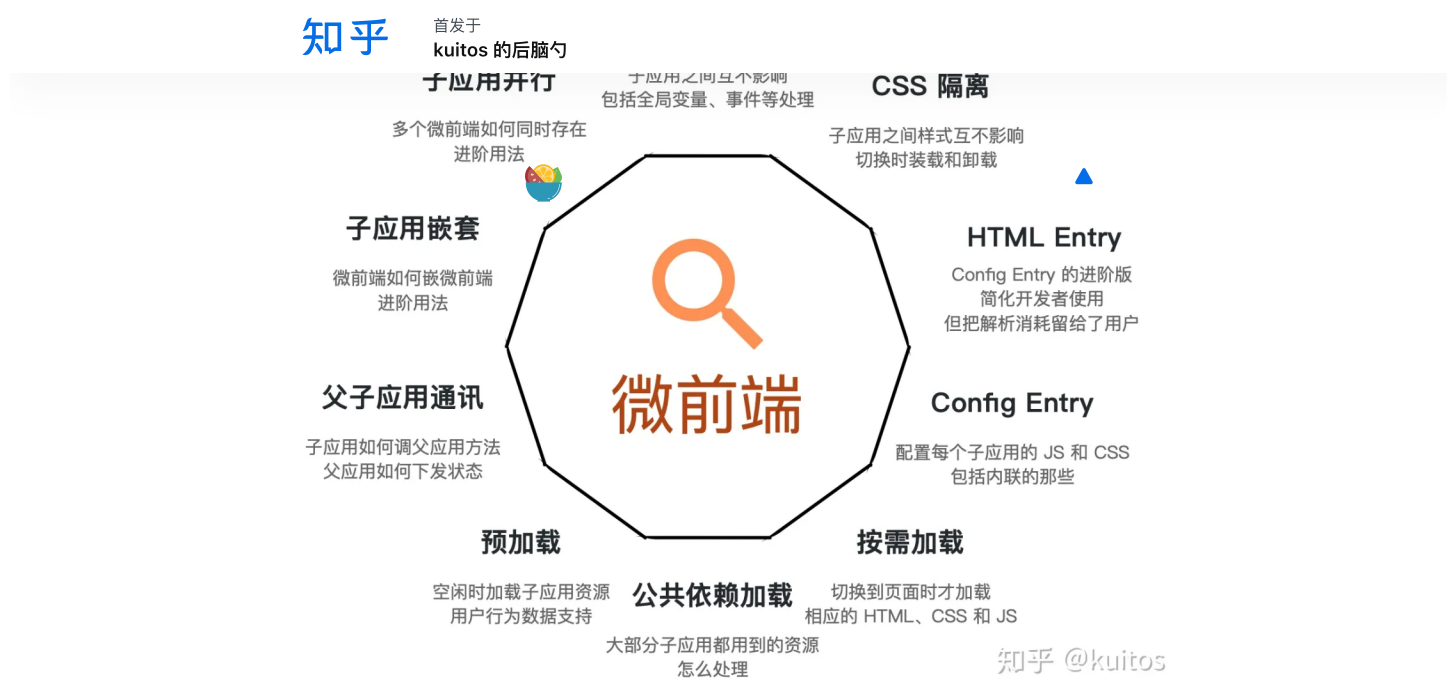 知乎
首发于
kuitos 的后脑勺
子应用并行
子应用之间互不影响
包括全局变量、事件等处理
CSS 隔离
多个微前端如何同时存在
进阶用法
子应用之间样式互不影响
切换时装载和卸载
子应用嵌套
微前端如何嵌微前端
进阶用法
HTML Entry
Config Entry 的进阶版
简化开发者使用
但把解析消耗留给了用户
微前端
父子应用通讯
子应用如何调父应用方法
父应用如何下发状态
Config Entry
配置每个子应用的 JS 和 CSS
包括内联的那些
预加载
空闲时加载子应用资源
用户行为数据支持
公共依赖加载
大部分子应用都用到的资源
怎么处理
按需加载
切换到页面时才加载
相应的 HTML、CSS 和 JS
知乎 @kuitos